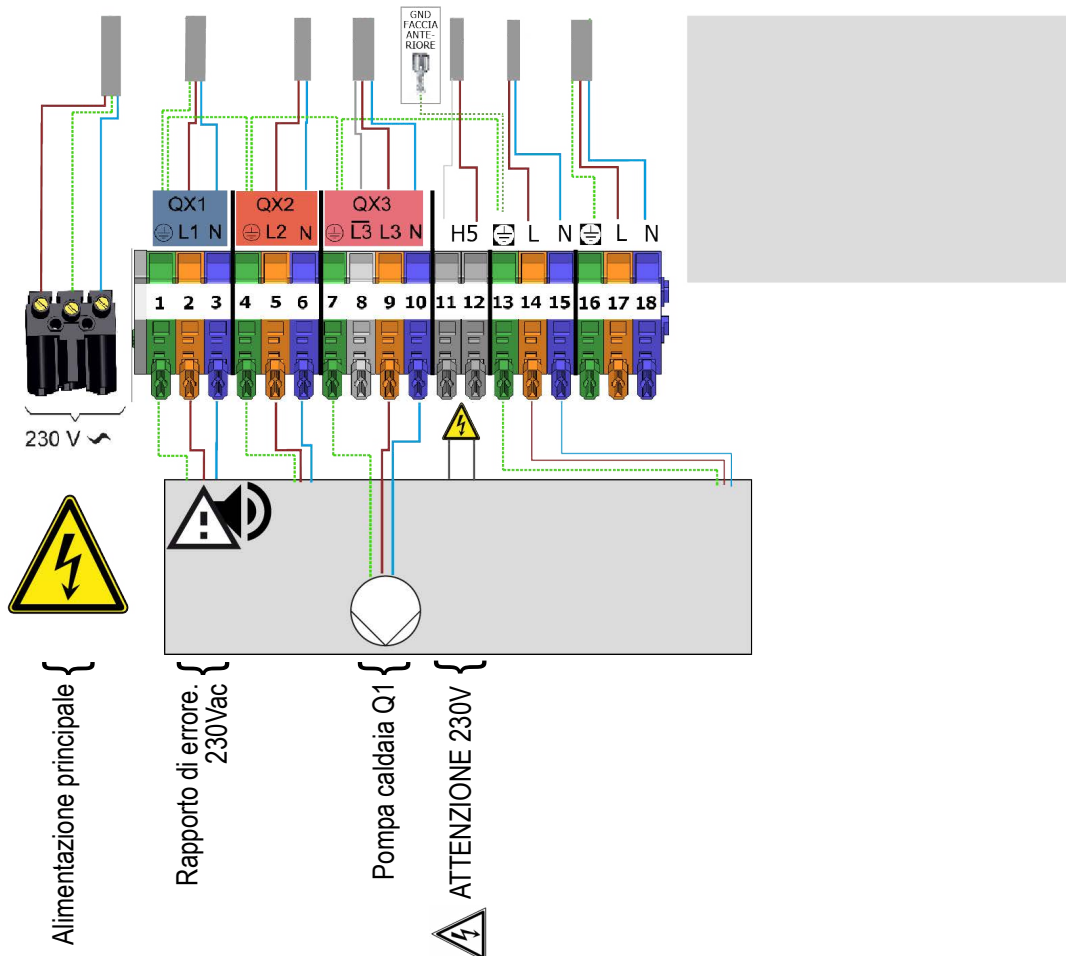 GND
FACCIA
ANTE-
RIORE
QX1
QX2
QX3
L1 N
L2 N
L3 L3 N
H5
L N
L N
1 2 3 4 5 6 7 8 9 10 11 12 13 14 15 16 17 18
230 V
Alimentazione principale
Rapporto di errore.
230Vac
Pompa caldaia Q1
ATTENZIONE 230V